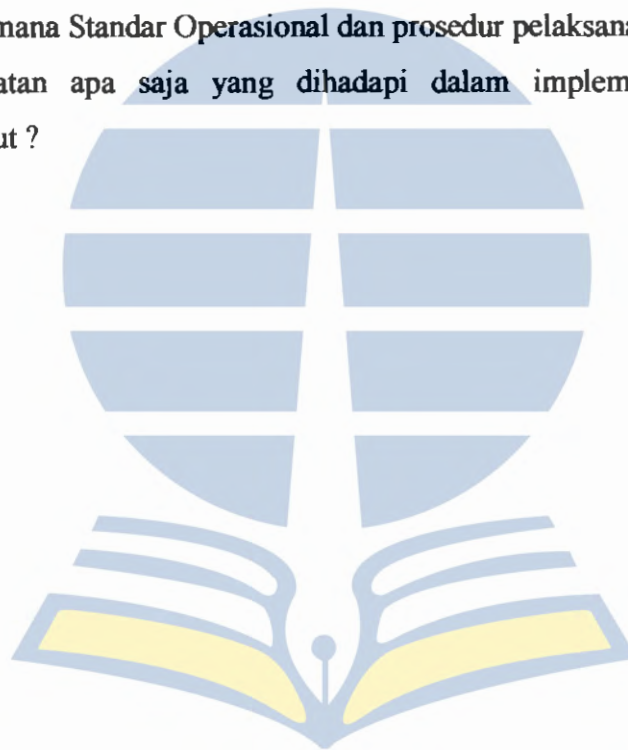 mana Standar Operasional dan prosedur pelaksana
atan apa saja yang dihadapi dalam implem
ut ?